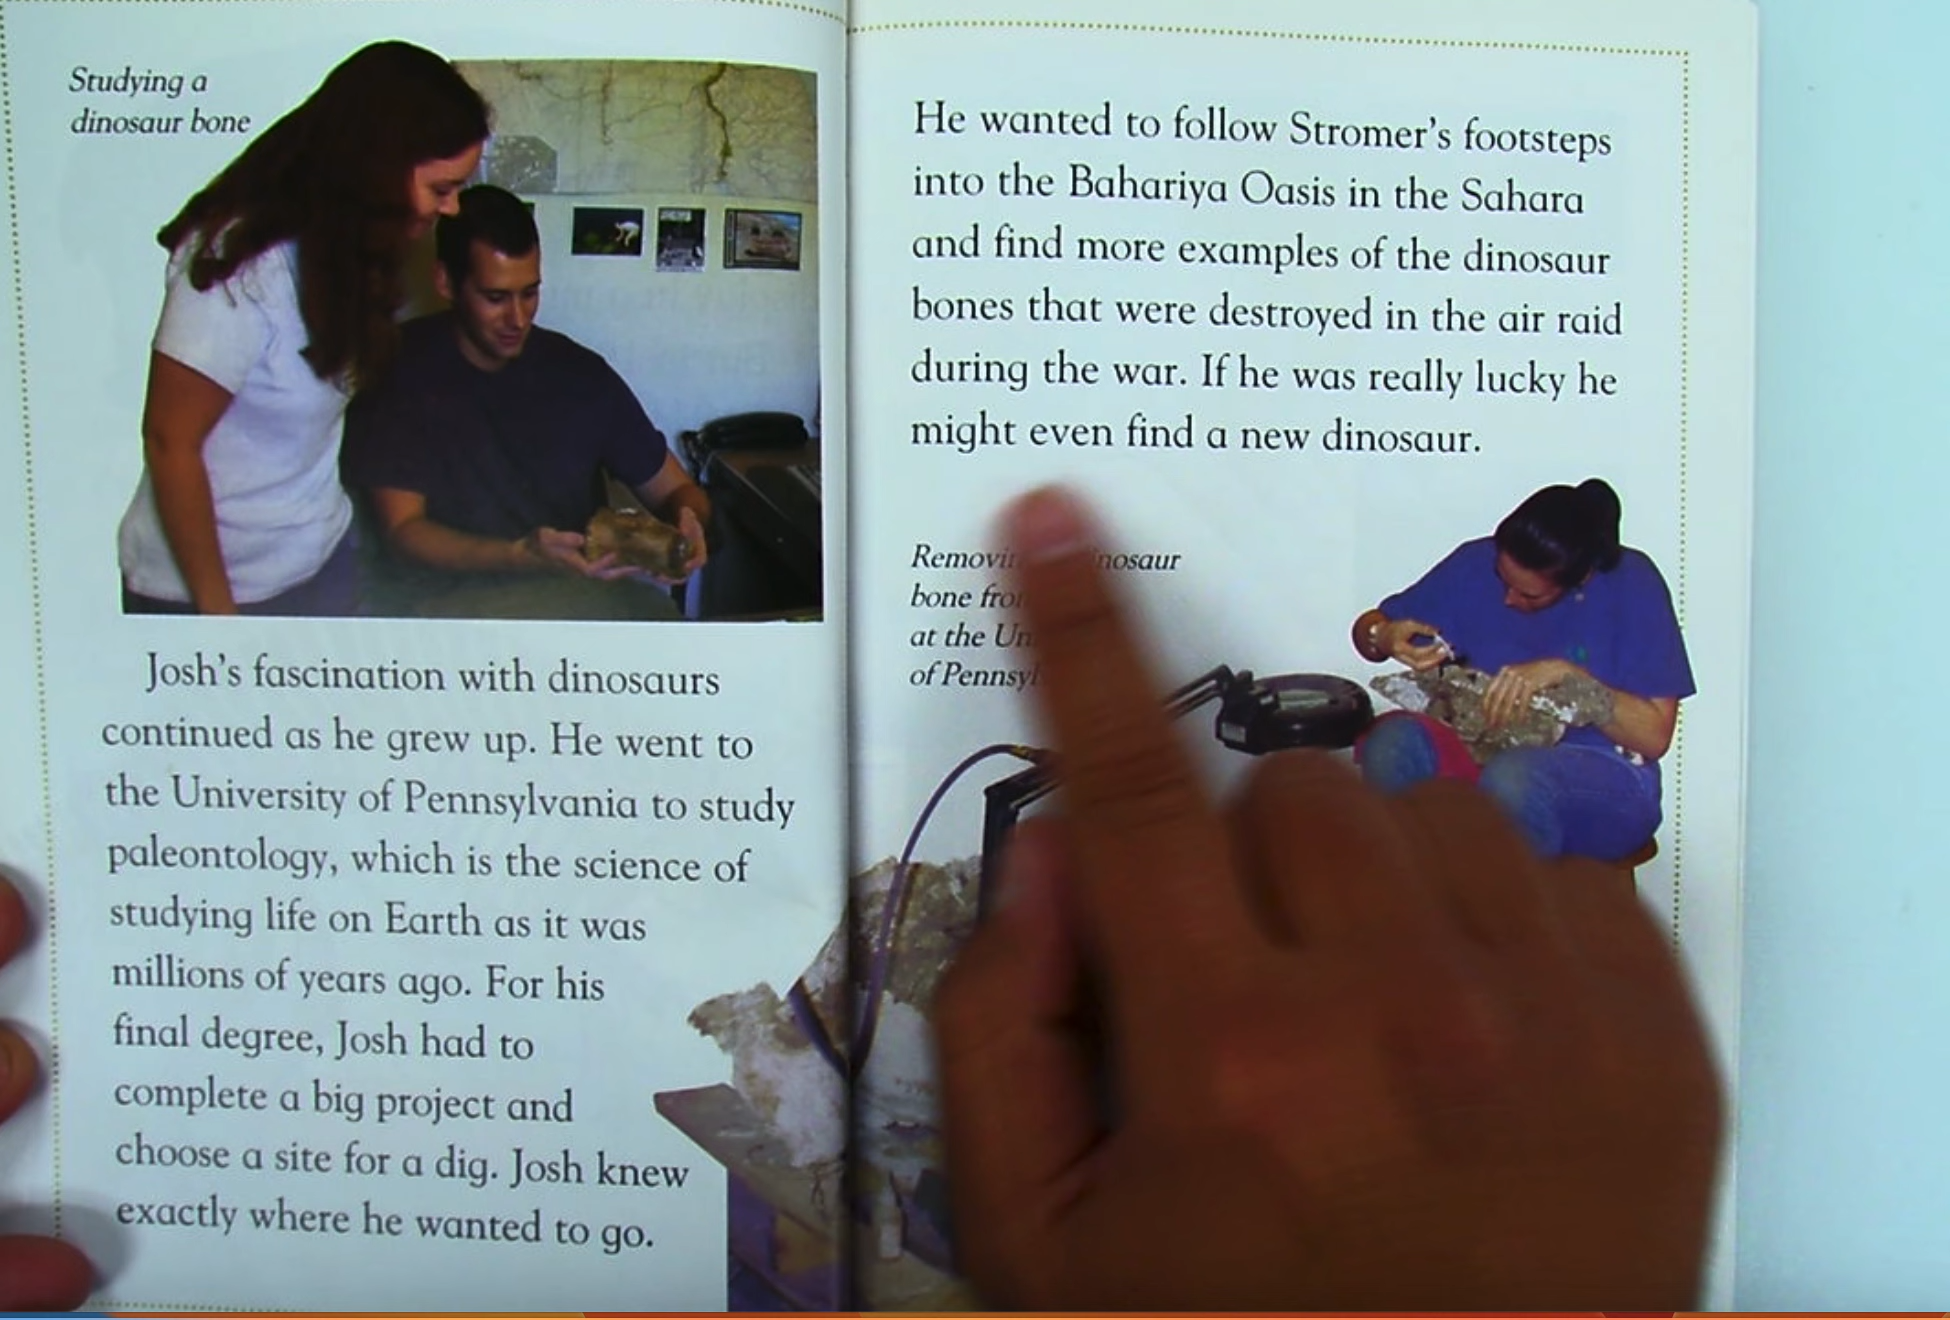 Studying a
dinosaur bone
Josh's fascination with dinosaurs
continued as he grew up. He went to
the University of Pennsylvania to study
paleontology, which is the science of
studying life on Earth as it was
millions of years ago. For his
final degree, Josh had to
complete a big project and
choose a site for a dig. Josh knew
exactly where he wanted to go.
He wanted to follow Stromer's footsteps
into the Bahariya Oasis in the Sahara
and find more examples of the dinosaur
bones that were destroyed in the air raid
during the war. If he was really lucky he
might even find a new dinosaur.
bone
at the
of